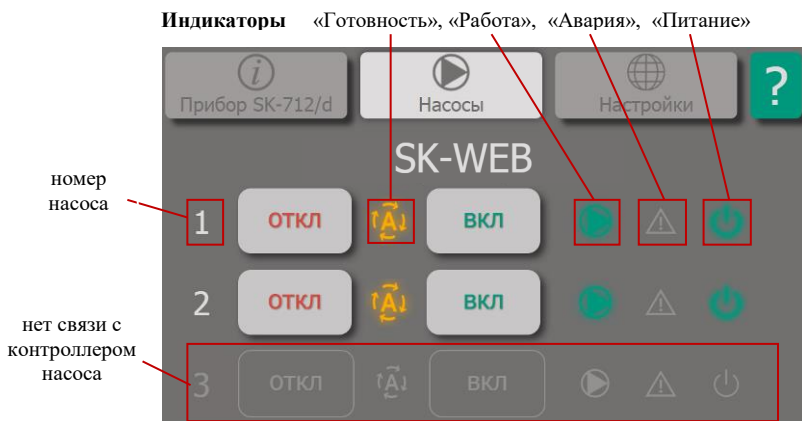 Индикаторы «Готовность», «Работа», «Авария», «Питание»
i
?
Прибор SK-712/d Насосы Настройки
SK-WEB
номер
насоса
1 ОТКЛ A ВКЛ
2 ОТКЛ A ВКЛ
нет связи с
контроллером
насоса
3 ОТКЛ A ВКЛ